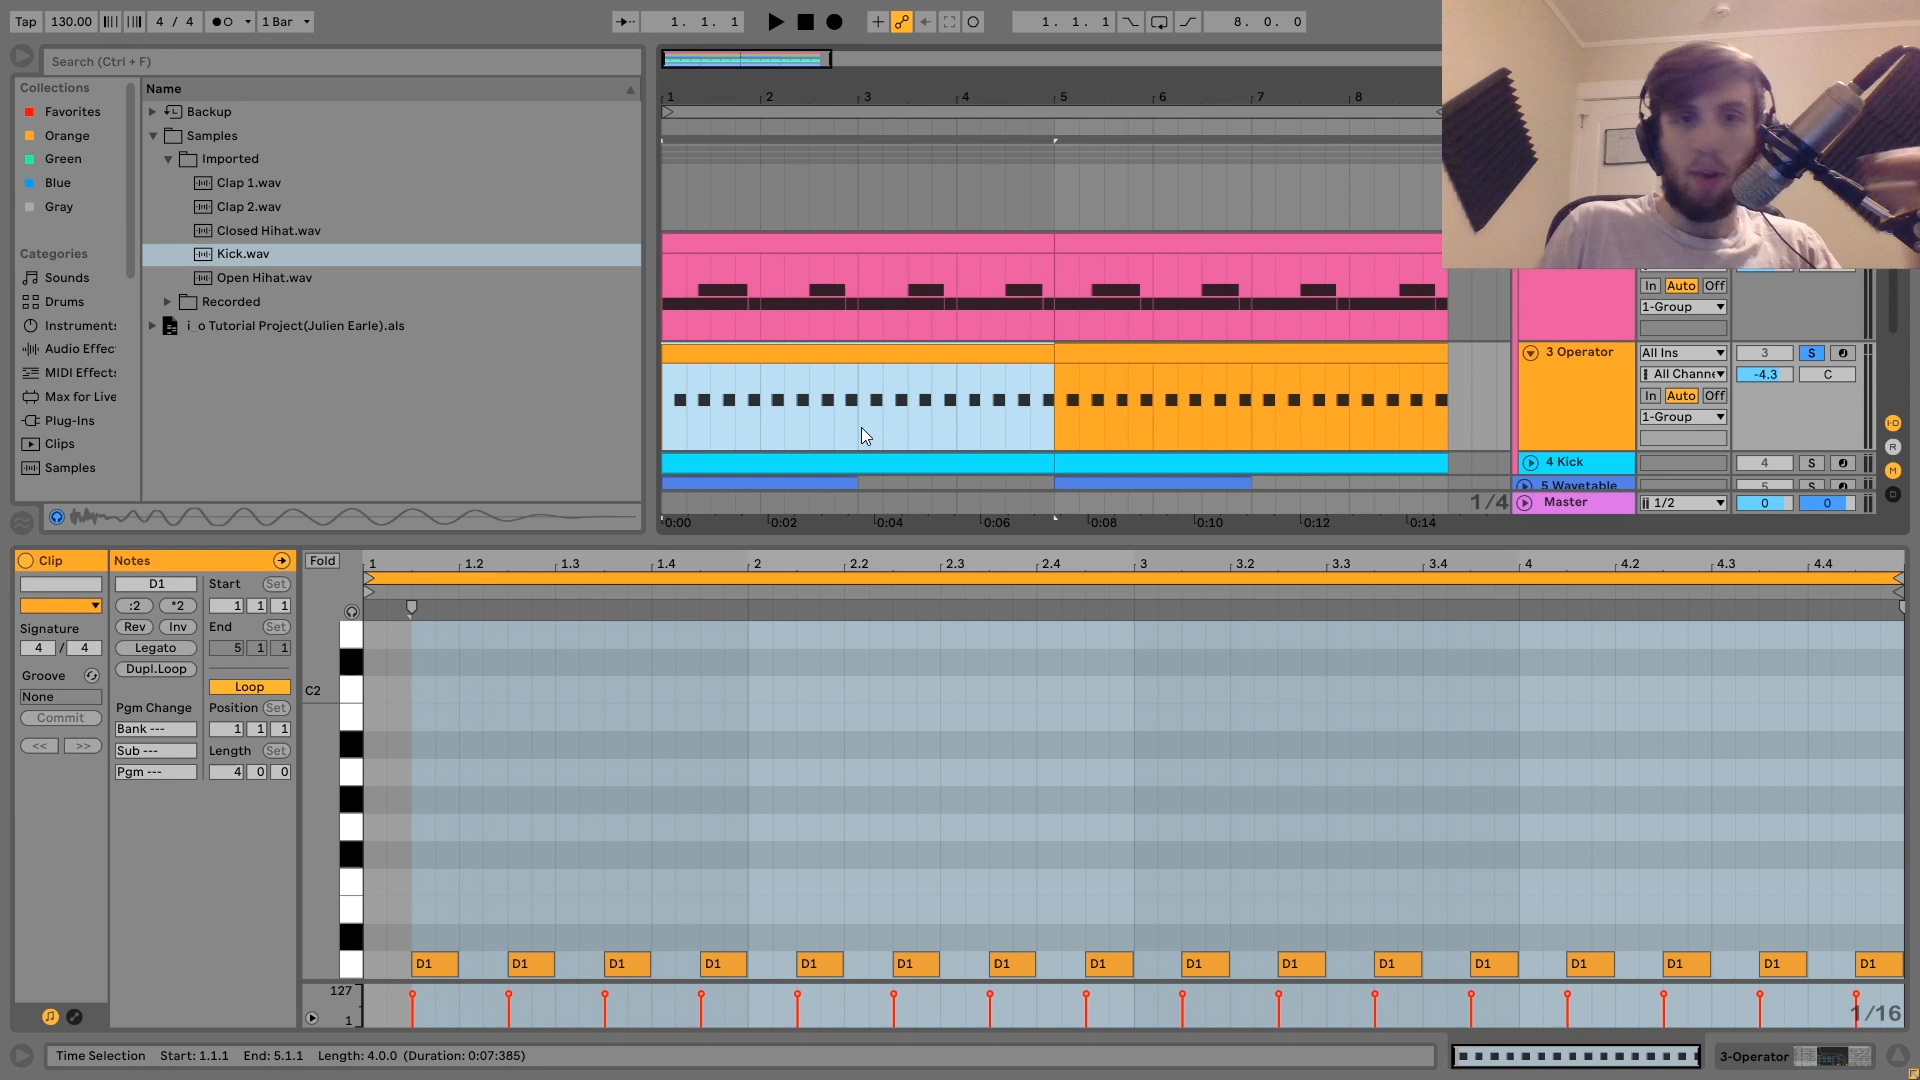 Tap 130.00 4 / 4 1 Bar 1. 1. 1 1. 1. 1 8. 0. 0
Search (Ctrl + F)
Collections
Favorites
Orange
Green
Blue
Gray
Categories
Sounds
Drums
Instruments
Audio Effec
MIDI Effects
Max for Live
Plug-Ins
Clips
Samples
Name
Backup
Samples
Imported
Clap 1.wav
Clap 2.wav
Closed Hihat.wav
Kick.wav
Open Hihat.wav
Recorded
i_o Tutorial Project(Julien Earle).als
1 2 3 4 5 6 7 8
In Auto Off
1-Group
3 Operator All Ins 3 S
All Channe -4.3 C
In Auto Off
1-Group
4 Kick 4 S
5 Wavetable 5 S
1/4 Master 1/2 0 0
0:00 0:02 0:04 0:06 0:08 0:10 0:12 0:14
I·O
R
M
D
Clip Notes Fold 1 1.2 1.3 1.4 2 2.2 2.3 2.4 3 3.2 3.3 3.4 4 4.2 4.3 4.4
D1 Start Set
:2 *2 1 1 1
Signature Rev Inv End Set
4 / 4 Legato 5 1 1
Groove Dupl.Loop
None Loop
Commit Pgm Change Position Set
Bank --- 1 1 1
<< >> Sub --- Length Set
Pgm --- 4 0 0
C2
D1 D1 D1 D1 D1 D1 D1 D1 D1 D1 D1 D1 D1 D1 D1 D1
127
1
1/16
Time Selection Start: 1.1.1 End: 5.1.1 Length: 4.0.0 (Duration: 0:07:385)
3-Operator